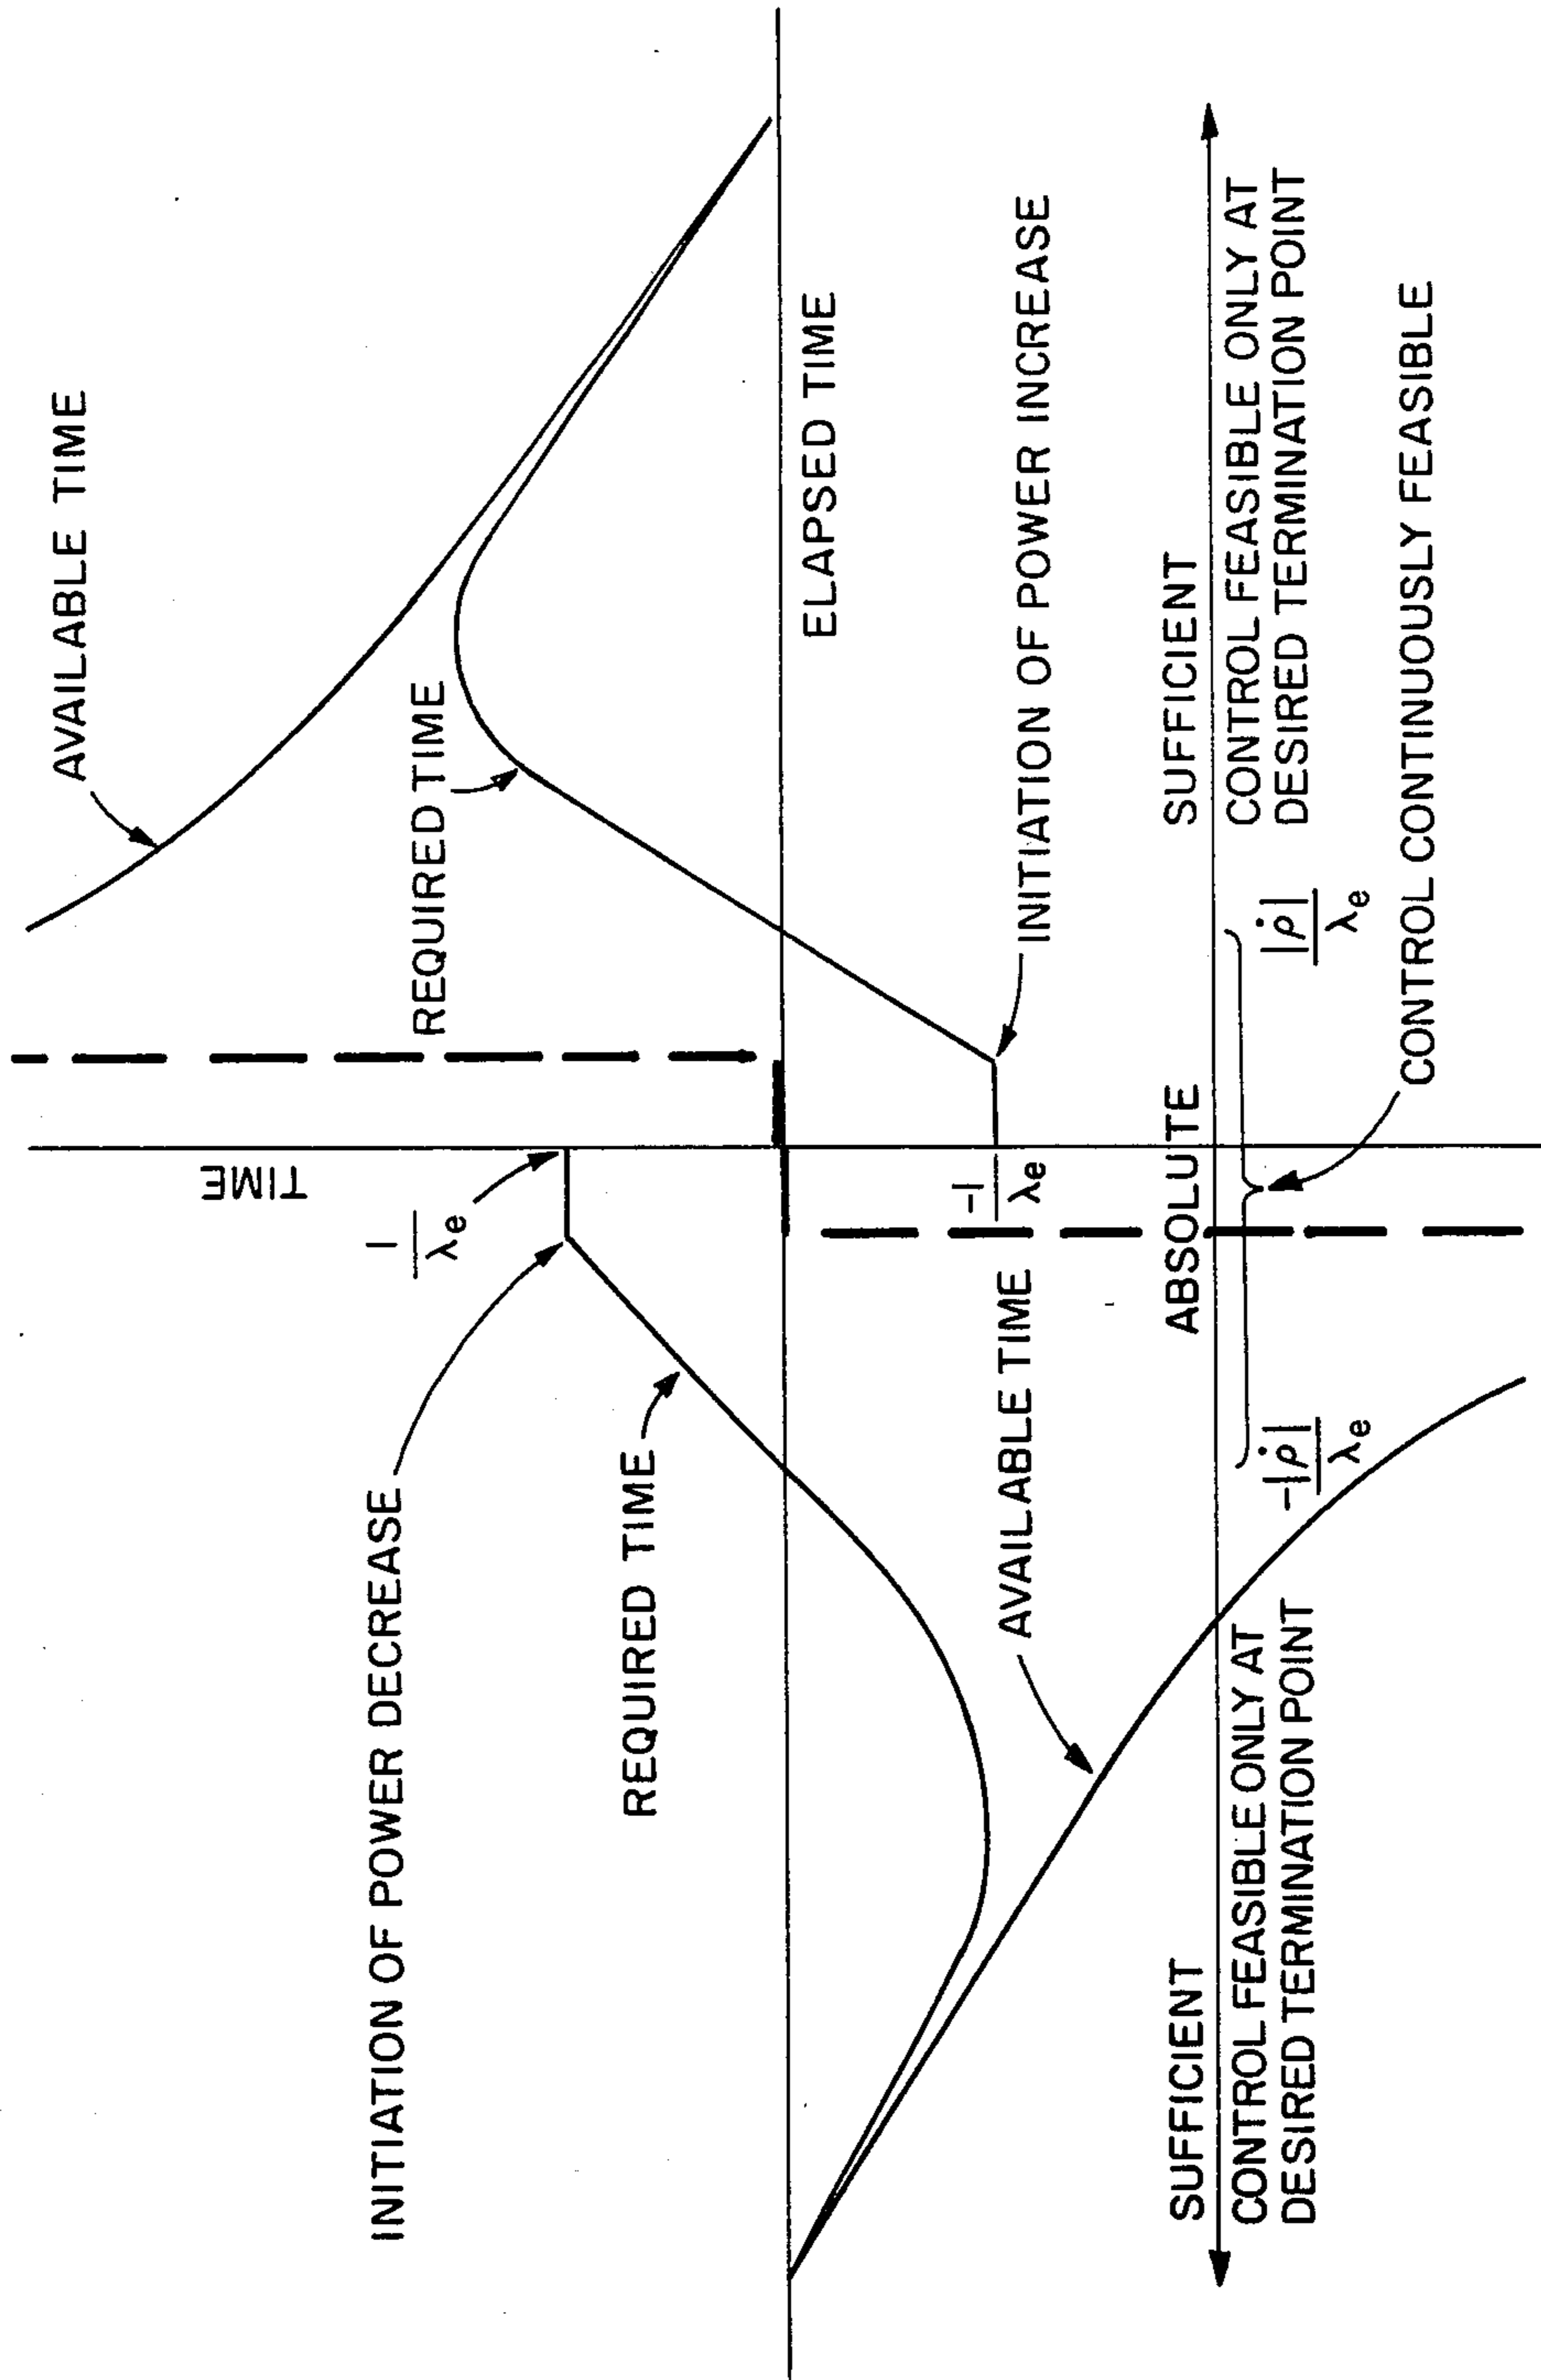 AVAILABLE TIME
TIME
1
λe
REQUIRED TIME
INITIATION OF POWER DECREASE
REQUIRED TIME
ELAPSED TIME
-1
λe
INITIATION OF POWER INCREASE
AVAILABLE TIME
SUFFICIENT
ABSOLUTE
SUFFICIENT
CONTROL FEASIBLE ONLY AT
DESIRED TERMINATION POINT
-|ρ̇|
λe
|ρ̇|
λe
CONTROL FEASIBLE ONLY AT
DESIRED TERMINATION POINT
CONTROL CONTINUOUSLY FEASIBLE